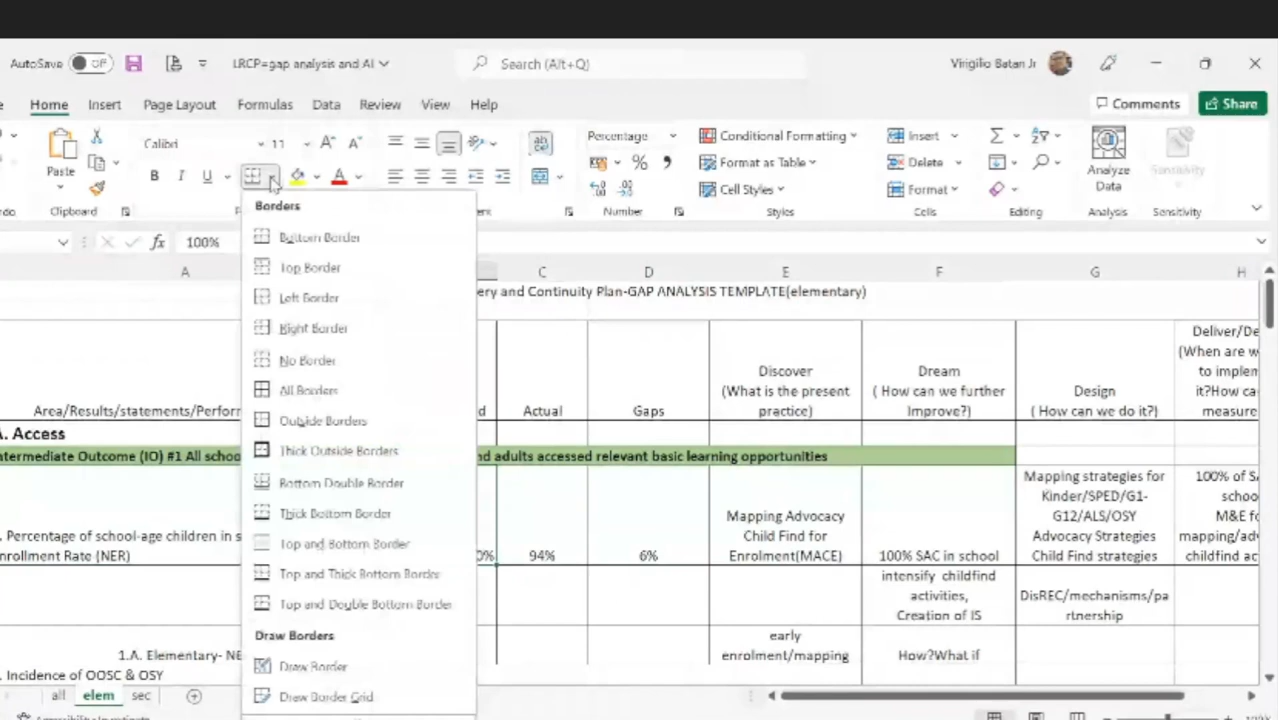 AutoSave Off LRCP=gap analysis and AI Search (Alt+Q) Virgilio Batan Jr
Home Insert Page Layout Formulas Data Review View Help Comments Share
Calibri 11 Percentage Conditional Formatting Insert
Paste B I U A % Format as Table Delete Analyze Data Sensitivity
Cell Styles Format
Clipboard Number Styles Cells Editing Analysis Sensitivity
fx 100%
A C D E F G H
Borders
Bottom Border
Top Border
Left Border
Right Border
No Border
All Borders
Outside Borders
Thick Outside Borders
Bottom Double Border
Thick Bottom Border
Top and Bottom Border
Top and Thick Bottom Border
Top and Double Bottom Border
Draw Borders
Draw Border
Draw Border Grid
ery and Continuity Plan-GAP ANALYSIS TEMPLATE(elementary)
Area/Results/statements/Perfor
d
Actual
Gaps
Discover
(What is the present
practice)
Dream
( How can we further
Improve?)
Design
( How can we do it?)
Deliver/De
(When are w
to implem
it?How ca
measure
A. Access
ntermediate Outcome (IO) #1 All schoo
nd adults accessed relevant basic learning opportunities
. Percentage of school-age children in s
nrollment Rate (NER)
0%
94%
6%
Mapping Advocacy
Child Find for
Enrolment(MACE)
100% SAC in school
Mapping strategies for
Kinder/SPED/G1-
G12/ALS/OSY
Advocacy Strategies
Child Find strategies
100% of SA
schoo
M&E fo
mapping/adv
childfind ac
intensify childfind
activities,
Creation of IS
DisREC/mechanisms/pa
rtnership
1.A. Elementary- NE
early
enrolment/mapping
How?What if
. Incidence of OOSC & OSY
all elem sec